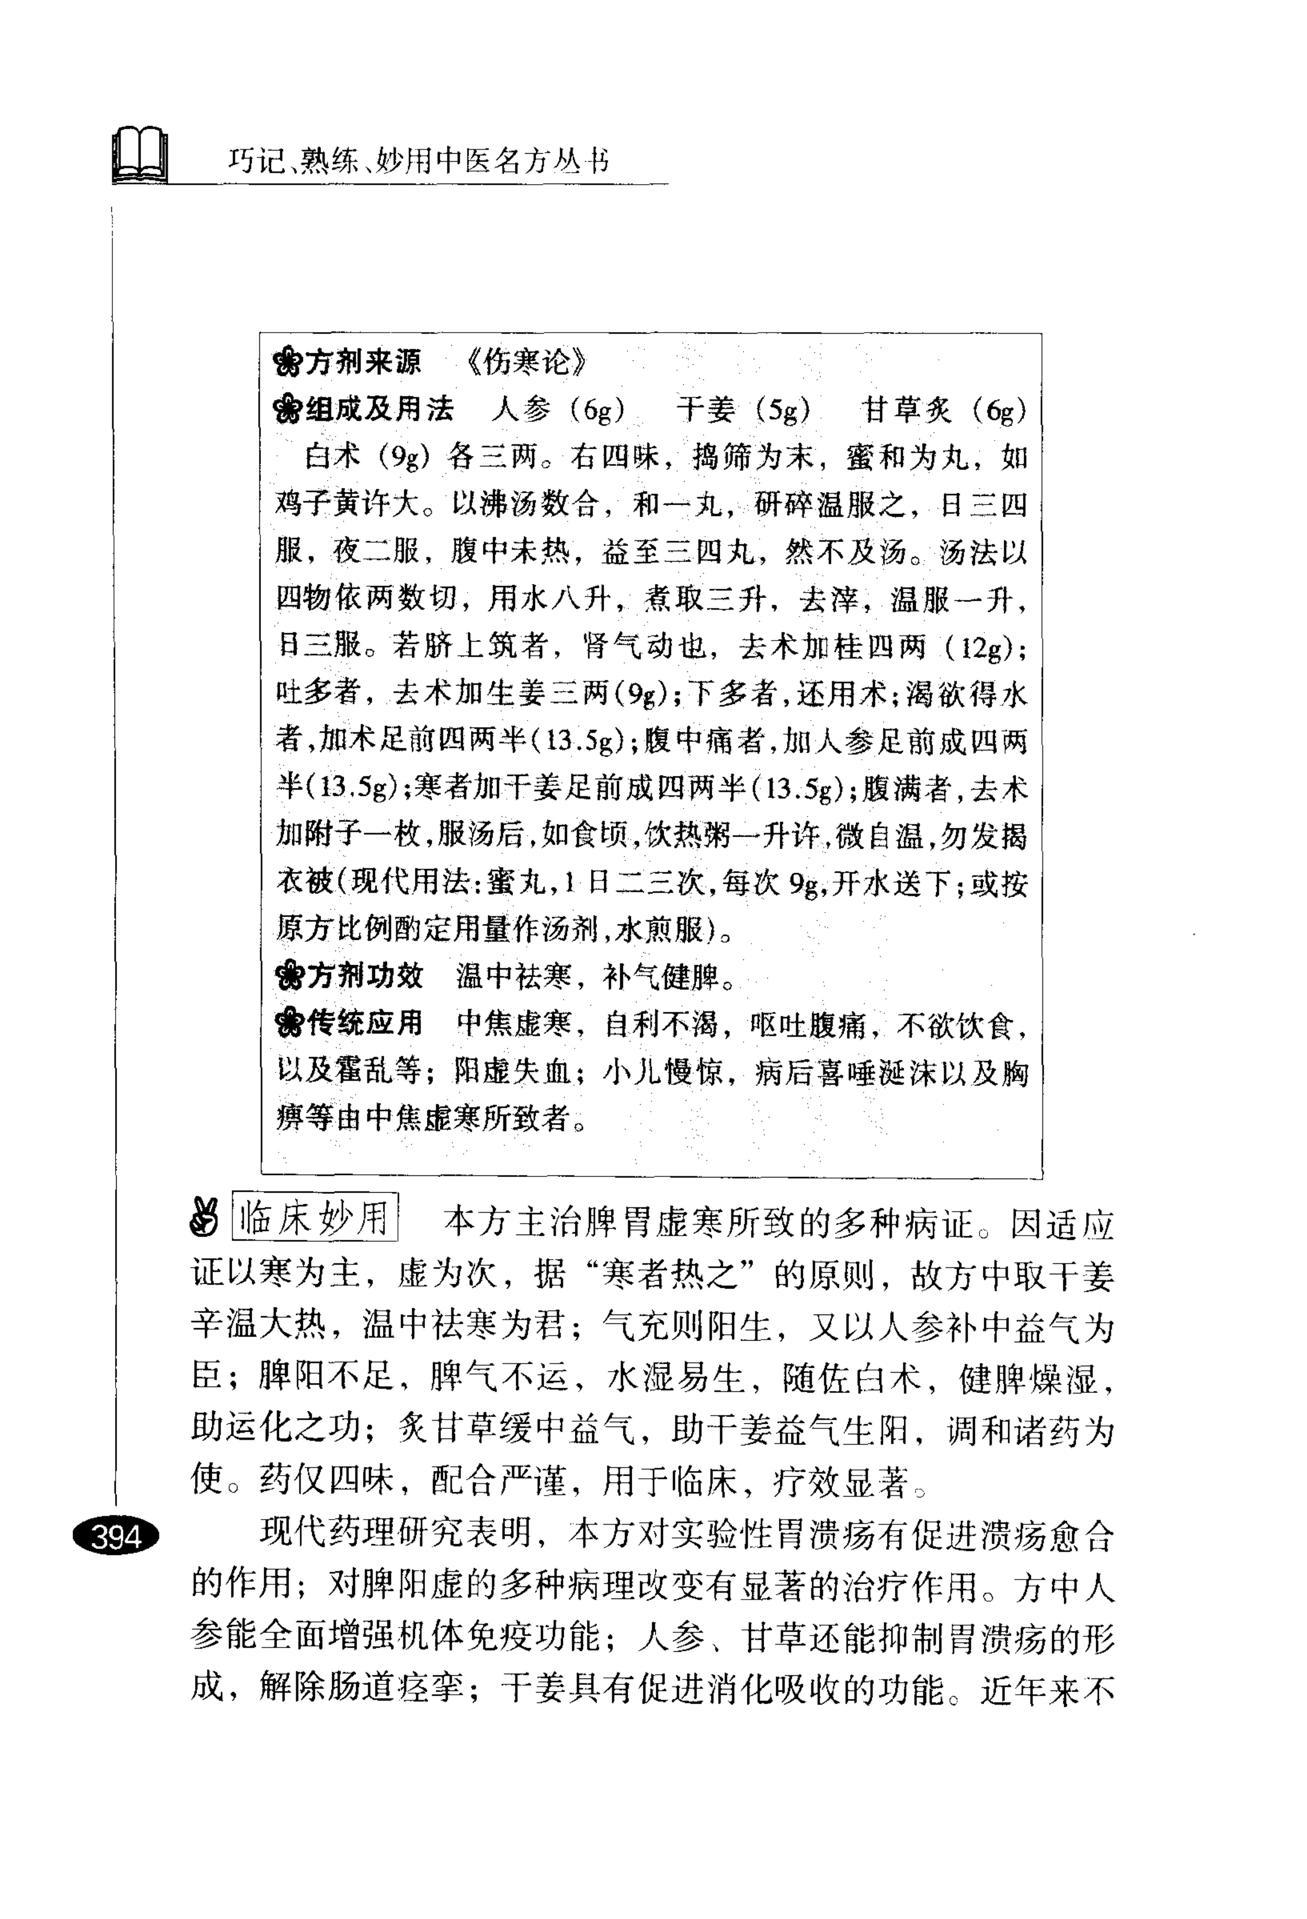 巧记、熟练、妙用中医名方丛书
方剂来源 《伤寒论》
组成及用法 人参（6g） 干姜（5g） 甘草炙（6g）
白术（9g）各三两。右四味，捣筛为末，蜜和为丸，如
鸡子黄许大。以沸汤数合，和一丸，研碎温服之，日三四
服，夜二服，腹中未热，益至三四丸，然不及汤。汤法以
四物依两数切，用水八升，煮取三升，去滓，温服一升，
日三服。若脐上筑者，肾气动也，去术加桂四两（12g）；
吐多者，去术加生姜三两(9g)；下多者，还用术；渴欲得水
者，加术足前四两半(13.5g)；腹中痛者，加人参足前成四两
半(13.5g)；寒者加干姜足前成四两半(13.5g)；腹满者，去术
加附子一枚，服汤后，如食顷，饮热粥一升许，微自温，勿发揭
衣被(现代用法：蜜丸，1日二三次，每次9g，开水送下；或按
原方比例酌定用量作汤剂，水煎服)。
方剂功效 温中祛寒，补气健脾。
传统应用 中焦虚寒，自利不渴，呕吐腹痛，不欲饮食，
以及霍乱等；阳虚失血；小儿慢惊，病后喜唾涎沫以及胸
痹等由中焦虚寒所致者。
临床妙用 本方主治脾胃虚寒所致的多种病证。因适应
证以寒为主，虚为次，据“寒者热之”的原则，故方中取干姜
辛温大热，温中祛寒为君；气充则阳生，又以人参补中益气为
臣；脾阳不足，脾气不运，水湿易生，随佐白术，健脾燥湿，
助运化之功；炙甘草缓中益气，助干姜益气生阳，调和诸药为
使。药仅四味，配合严谨，用于临床，疗效显著。
394
现代药理研究表明，本方对实验性胃溃疡有促进溃疡愈合
的作用；对脾阳虚的多种病理改变有显著的治疗作用。方中人
参能全面增强机体免疫功能；人参、甘草还能抑制胃溃疡的形
成，解除肠道痉挛；干姜具有促进消化吸收的功能。近年来不